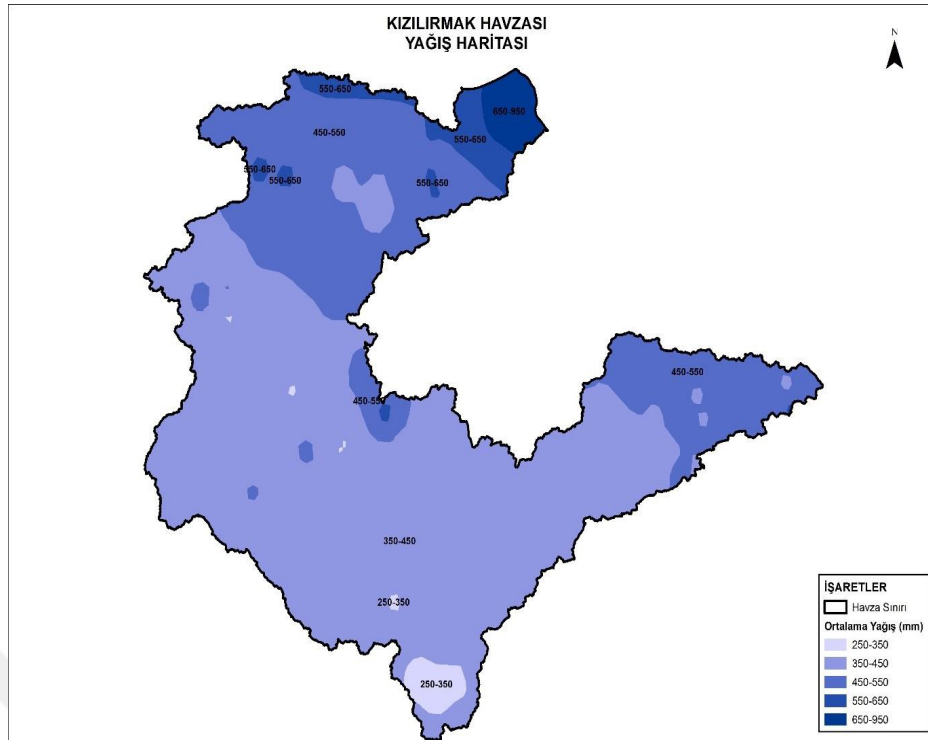 KIZILIRMAK HAVZASI
YAĞIŞ HARİTASI
N
550-650
650-950
450-550
550-650
550-650
550-650
550-650
450-550
450-550
350-450
250-350
250-350
İŞARETLER
Havza Sınırı
Ortalama Yağış (mm)
250-350
350-450
450-550
550-650
650-950